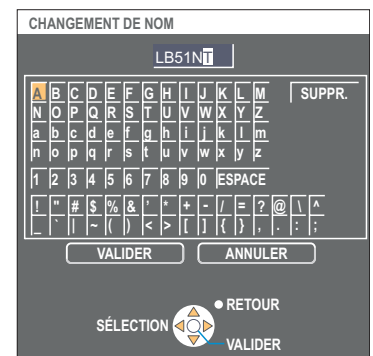 CHANGEMENT DE NOM
LB51NT
A B C D E F G H I J K L M SUPPR.
N O P Q R S T U V W X Y Z
a b c d e f g h i j k l m
n o p q r s t u v w x y z
1 2 3 4 5 6 7 8 9 0 ESPACE
! " # $ % & ' * + - / = ? @ \ ^
_ ` | ~ ( ) < > [ ] { } , . : ;
VALIDER ANNULER
RETOUR
SÉLECTION
VALIDER